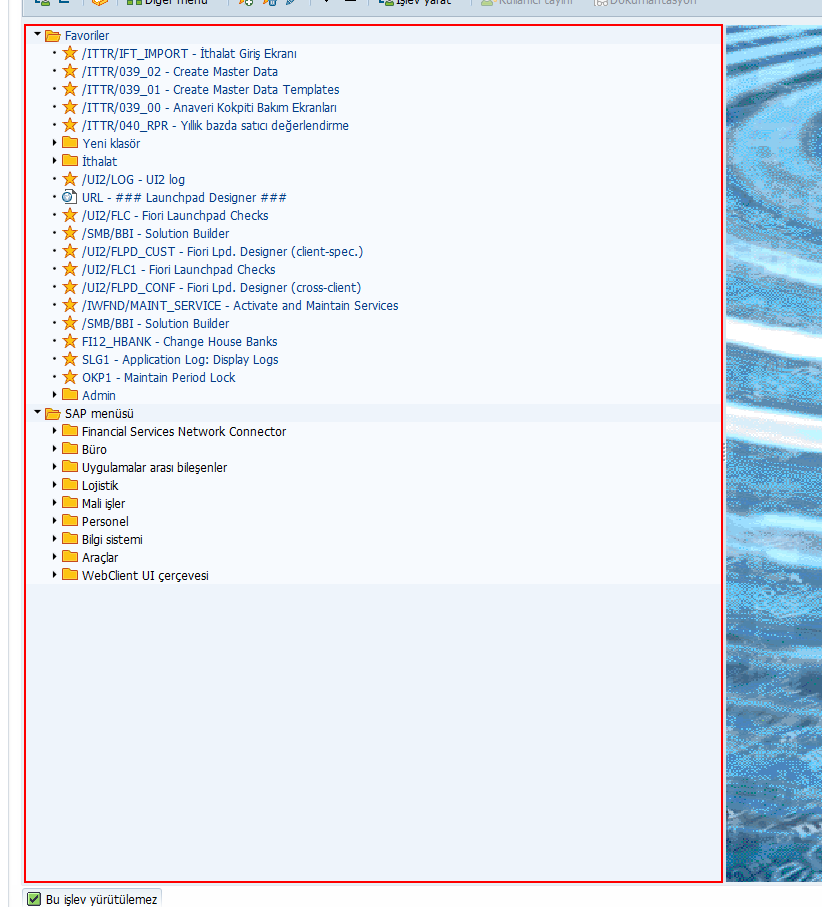 Diğer menü İşlev yarat Kullanıcı tayini Dokümantasyon
Favoriler
/ITTR/IFT_IMPORT - İthalat Giriş Ekranı
/ITTR/039_02 - Create Master Data
/ITTR/039_01 - Create Master Data Templates
/ITTR/039_00 - Anaveri Kokpiti Bakım Ekranları
/ITTR/040_RPR - Yıllık bazda satıcı değerlendirme
Yeni klasör
İthalat
/UI2/LOG - UI2 log
URL - ### Launchpad Designer ###
/UI2/FLC - Fiori Launchpad Checks
/SMB/BBI - Solution Builder
/UI2/FLPD_CUST - Fiori Lpd. Designer (client-spec.)
/UI2/FLC1 - Fiori Launchpad Checks
/UI2/FLPD_CONF - Fiori Lpd. Designer (cross-client)
/IWFND/MAINT_SERVICE - Activate and Maintain Services
/SMB/BBI - Solution Builder
FI12_HBANK - Change House Banks
SLG1 - Application Log: Display Logs
OKP1 - Maintain Period Lock
Admin
SAP menüsü
Financial Services Network Connector
Büro
Uygulamalar arası bileşenler
Lojistik
Mali işler
Personel
Bilgi sistemi
Araçlar
WebClient UI çerçevesi
Bu işlev yürütülemez